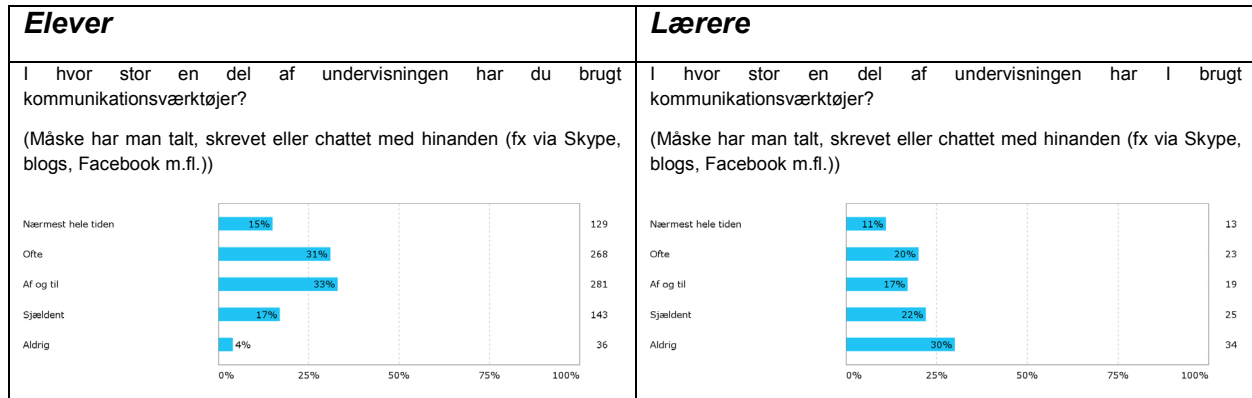 Elever
I hvor stor en del af undervisningen har du brugt
kommunikationsværktøjer?
(Måske har man talt, skrevet eller chattet med hinanden (fx via Skype,
blogs, Facebook m.fl.))
Nærmest hele tiden 15% 129
Ofte 31% 268
Af og til 33% 281
Sjældent 17% 143
Aldrig 4% 36
0% 25% 50% 75% 100%
Lærere
I hvor stor en del af undervisningen har I brugt
kommunikationsværktøjer?
(Måske har man talt, skrevet eller chattet med hinanden (fx via Skype,
blogs, Facebook m.fl.))
Nærmest hele tiden 11% 13
Ofte 20% 23
Af og til 17% 19
Sjældent 22% 25
Aldrig 30% 34
0% 25% 50% 75% 100%